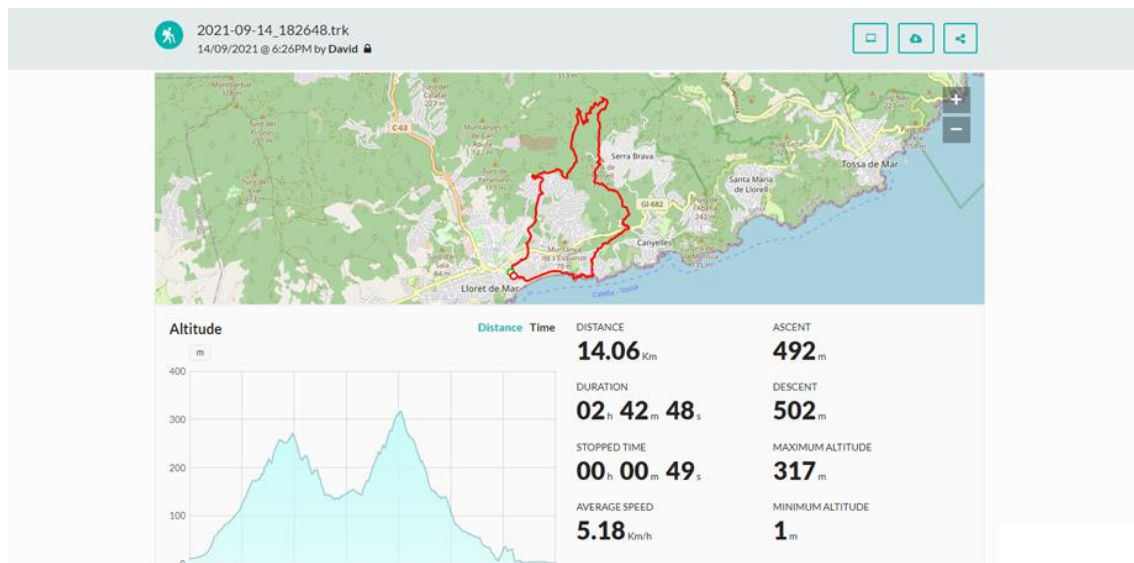 2021-09-14_182648.trk
14/09/2021 @ 6:26PM by David
C-63
Serra Brava
Tossa de Mar
Santa Maria
de Llorell
GI-682
242 m
Canyelles
Lloret de Mar
84 m
+
−
Altitude
Distance Time
m
400
300
200
100
0
DISTANCE
14.06 Km
ASCENT
492 m
DURATION
02 h 42 m 48 s
DESCENT
502 m
STOPPED TIME
00 h 00 m 49 s
MAXIMUM ALTITUDE
317 m
AVERAGE SPEED
5.18 Km/h
MINIMUM ALTITUDE
1 m